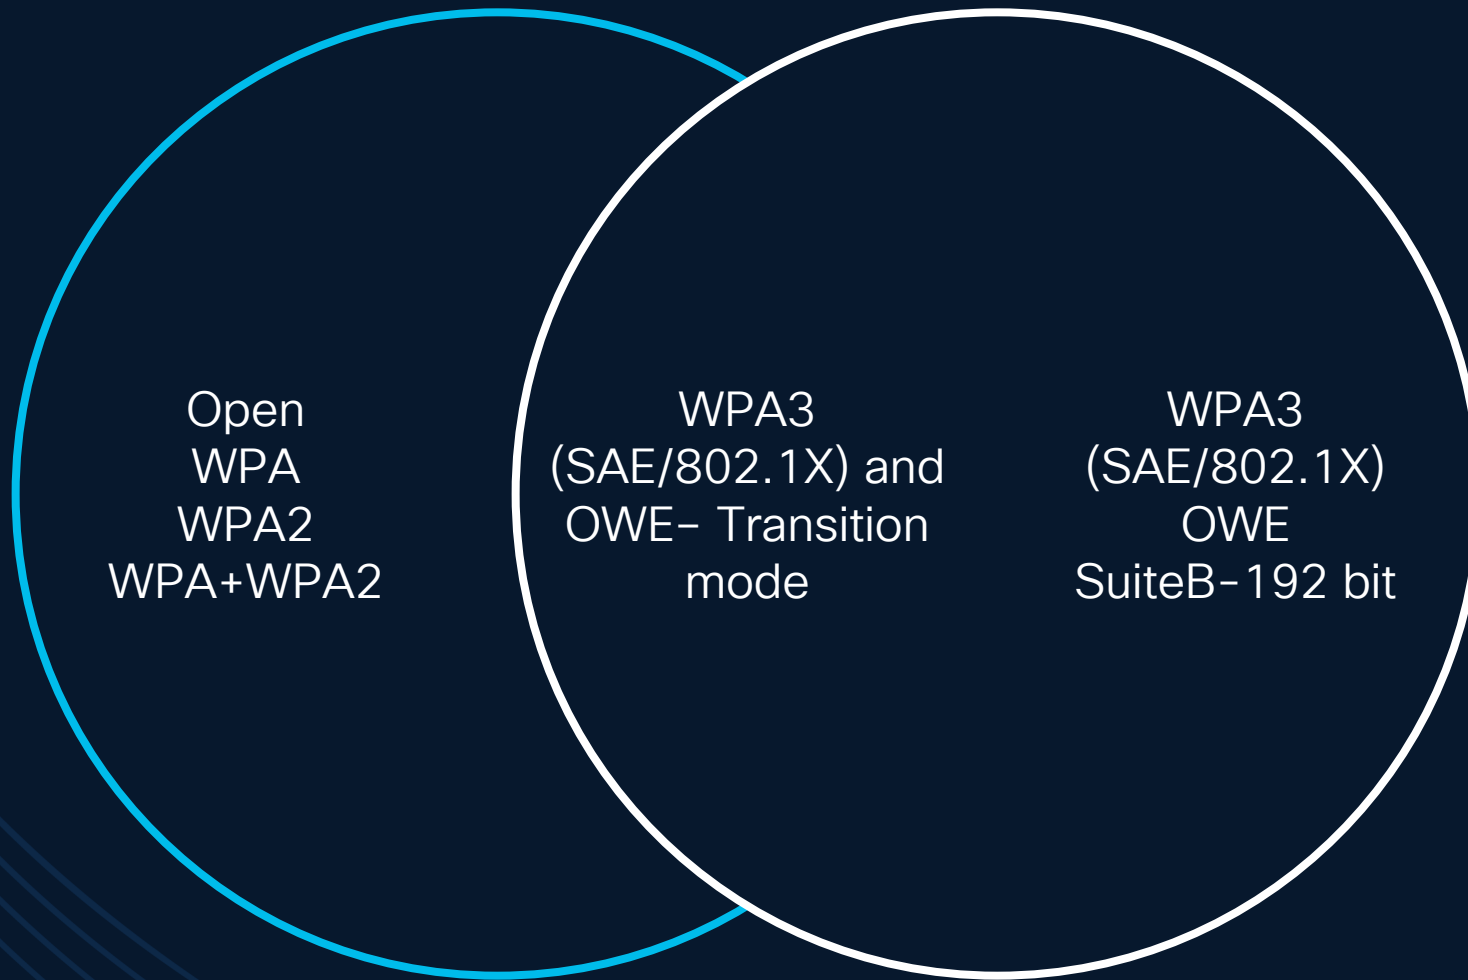 Open
WPA
WPA2
WPA+WPA2
WPA3
(SAE/802.1X) and
OWE– Transition
mode
WPA3
(SAE/802.1X)
OWE
SuiteB-192 bit